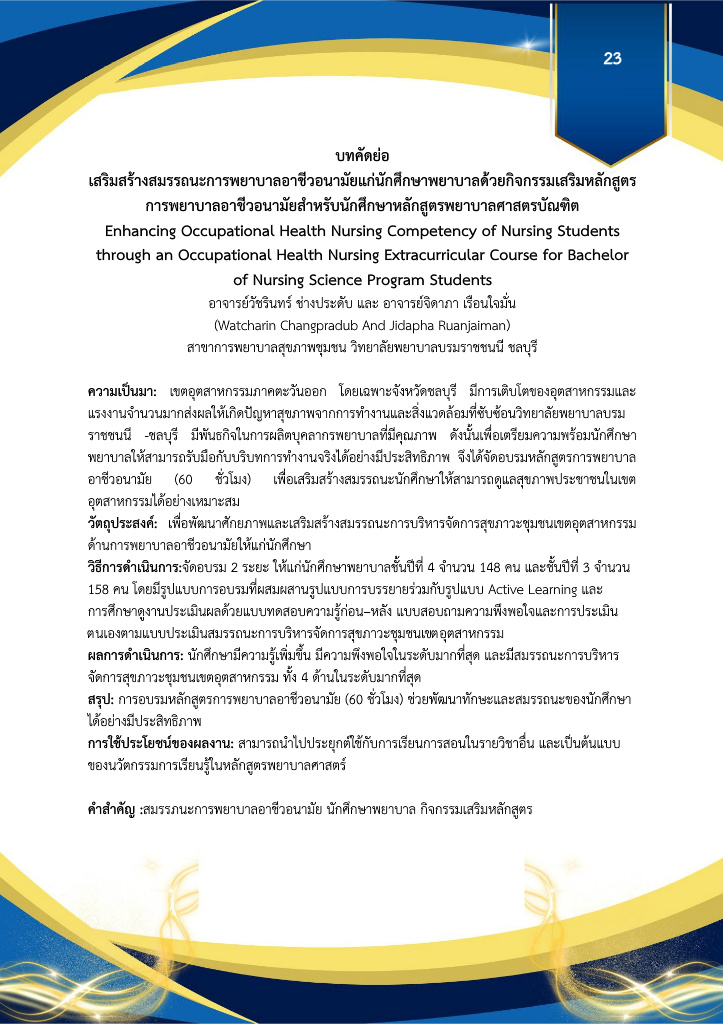 23
บทคัดย่อ
เสริมสร้างสมรรถนะการพยาบาลอาชีวอนามัยแก่นักศึกษาพยาบาลด้วยกิจกรรมเสริมหลักสูตร
การพยาบาลอาชีวอนามัยสำหรับนักศึกษาหลักสูตรพยาบาลศาสตรบัณฑิต
Enhancing Occupational Health Nursing Competency of Nursing Students
through an Occupational Health Nursing Extracurricular Course for Bachelor
of Nursing Science Program Students
อาจารย์วัชรินทร์ ช่างประดับ และ อาจารย์จิดาภา เรือนใจมั่น
(Watcharin Changpradub And Jidapha Ruanjaiman)
สาขาการพยาบาลสุขภาพชุมชน วิทยาลัยพยาบาลบรมราชชนนี ชลบุรี
ความเป็นมา: เขตอุตสาหกรรมภาคตะวันออก โดยเฉพาะจังหวัดชลบุรี มีการเติบโตของอุตสาหกรรมและ
แรงงานจำนวนมากส่งผลให้เกิดปัญหาสุขภาพจากการทำงานและสิ่งแวดล้อมที่ซับซ้อนวิทยาลัยพยาบาลบรม
ราชชนนี -ชลบุรี มีพันธกิจในการผลิตบุคลากรพยาบาลที่มีคุณภาพ ดังนั้นเพื่อเตรียมความพร้อมนักศึกษา
พยาบาลให้สามารถรับมือกับบริบทการทำงานจริงได้อย่างมีประสิทธิภาพ จึงได้จัดอบรมหลักสูตรการพยาบาล
อาชีวอนามัย (60 ชั่วโมง) เพื่อเสริมสร้างสมรรถนะนักศึกษาให้สามารถดูแลสุขภาพประชาชนในเขต
อุตสาหกรรมได้อย่างเหมาะสม
วัตถุประสงค์: เพื่อพัฒนาศักยภาพและเสริมสร้างสมรรถนะการบริหารจัดการสุขภาวะชุมชนเขตอุตสาหกรรม
ด้านการพยาบาลอาชีวอนามัยให้แก่นักศึกษา
วิธีการดำเนินการ:จัดอบรม 2 ระยะ ให้แก่นักศึกษาพยาบาลชั้นปีที่ 4 จำนวน 148 คน และชั้นปีที่ 3 จำนวน
158 คน โดยมีรูปแบบการอบรมที่ผสมผสานรูปแบบการบรรยายร่วมกับรูปแบบ Active Learning และ
การศึกษาดูงานประเมินผลด้วยแบบทดสอบความรู้ก่อน–หลัง แบบสอบถามความพึงพอใจและการประเมิน
ตนเองตามแบบประเมินสมรรถนะการบริหารจัดการสุขภาวะชุมชนเขตอุตสาหกรรม
ผลการดำเนินการ: นักศึกษามีความรู้เพิ่มขึ้น มีความพึงพอใจในระดับมากที่สุด และมีสมรรถนะการบริหาร
จัดการสุขภาวะชุมชนเขตอุตสาหกรรม ทั้ง 4 ด้านในระดับมากที่สุด
สรุป: การอบรมหลักสูตรการพยาบาลอาชีวอนามัย (60 ชั่วโมง) ช่วยพัฒนาทักษะและสมรรถนะของนักศึกษา
ได้อย่างมีประสิทธิภาพ
การใช้ประโยชน์ของผลงาน: สามารถนำไปประยุกต์ใช้กับการเรียนการสอนในรายวิชาอื่น และเป็นต้นแบบ
ของนวัตกรรมการเรียนรู้ในหลักสูตรพยาบาลศาสตร์
คำสำคัญ :สมรรภนะการพยาบาลอาชีวอนามัย นักศึกษาพยาบาล กิจกรรมเสริมหลักสูตร